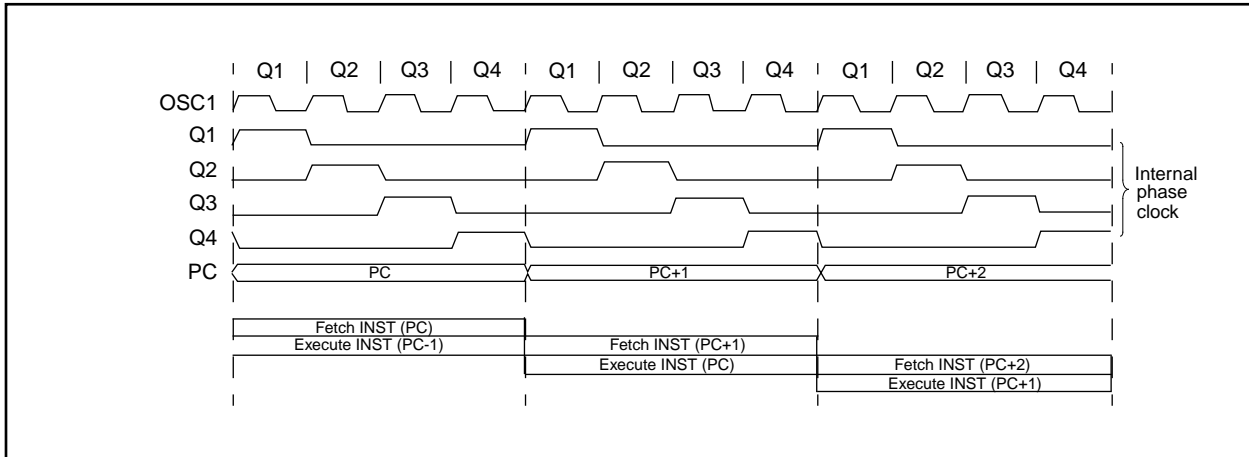 Q1 Q2 Q3 Q4 Q1 Q2 Q3 Q4 Q1 Q2 Q3 Q4
OSC1
Q1
Q2
Q3
Q4
Internal
phase
clock
PC PC PC+1 PC+2
Fetch INST (PC)
Execute INST (PC-1) Fetch INST (PC+1)
Execute INST (PC) Fetch INST (PC+2)
Execute INST (PC+1)